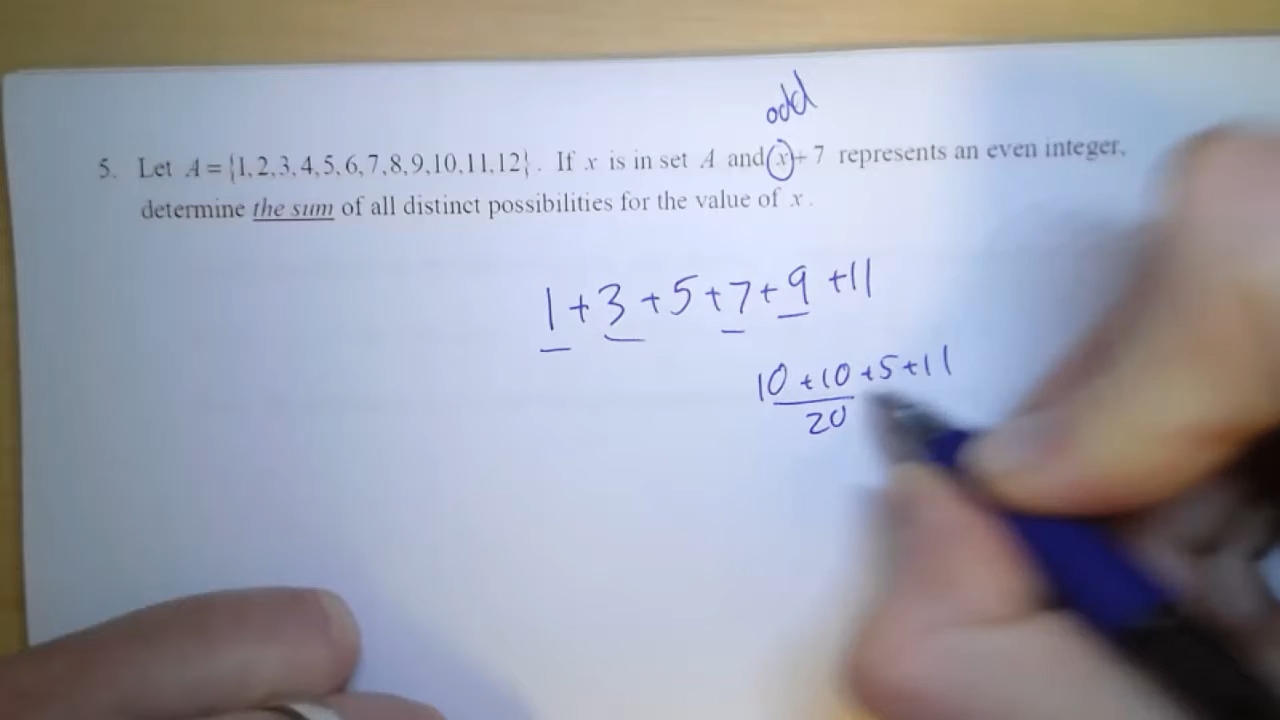 odd
5. Let A = {1, 2, 3, 4, 5, 6, 7, 8, 9, 10, 11, 12}. If x is in set A and x + 7 represents an even integer,
determine the sum of all distinct possibilities for the value of x.
1 + 3 + 5 + 7 + 9 + 11
10 + 10 + 5 + 11
20